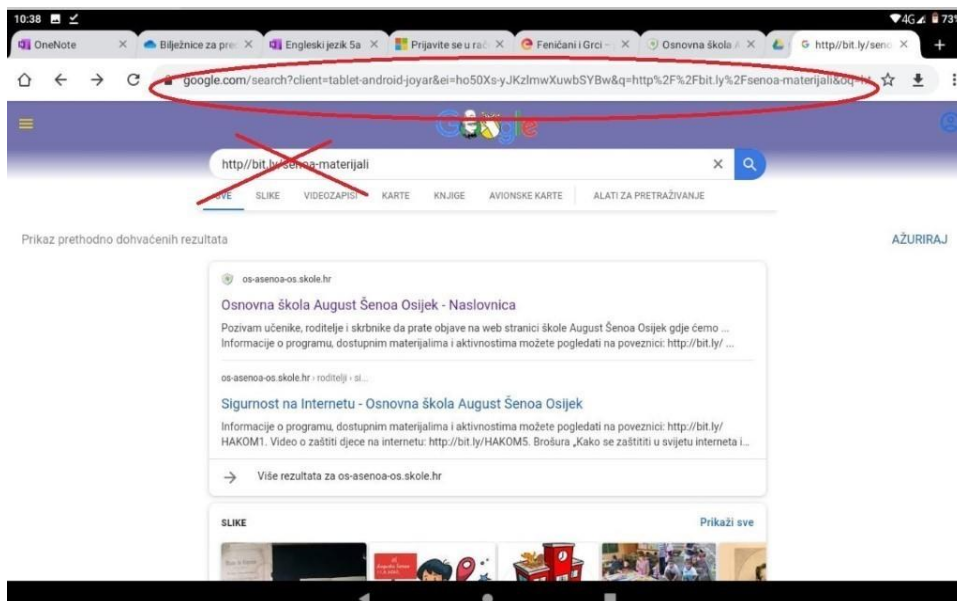 10:38 4G 73%
OneNote Bilježnice za pre Engleski jezik 5a Prijavite se u rač Feničani i Grci - Osnovna škola http//bit.ly/seno
google.com/search?client=tablet-android-joyar&ei=ho50Xs-yJKzlmwXuwbSYBw&q=http%2F%2Fbit.ly%2Fsenoa-materijali&oq=ht
Google
http//bit.ly/senoa-materijali
SVE SLIKE VIDEOZAPISI KARTE KNJIGE AVIONSKE KARTE ALATI ZA PRETRAŽIVANJE
Prikaz prethodno dohvaćenih rezultata AŽURIRAJ
os-asenoa-os.skole.hr
Osnovna škola August Šenoa Osijek - Naslovnica
Pozivam učenike, roditelje i skrbnike da prate objave na web stranici škole August Šenoa Osijek gdje ćemo ...
Informacije o programu, dostupnim materijalima i aktivnostima možete pogledati na poveznici: http://bit.ly/ ...
os-asenoa-os.skole.hr › roditelji › si...
Sigurnost na Internetu - Osnovna škola August Šenoa Osijek
Informacije o programu, dostupnim materijalima i aktivnostima možete pogledati na poveznici: http://bit.ly/
HAKOM1. Video o zaštiti djece na internetu: http://bit.ly/HAKOM5. Brošura „Kako se zaštititi u svijetu interneta i...
Više rezultata za os-asenoa-os.skole.hr
SLIKE Prikaži sve